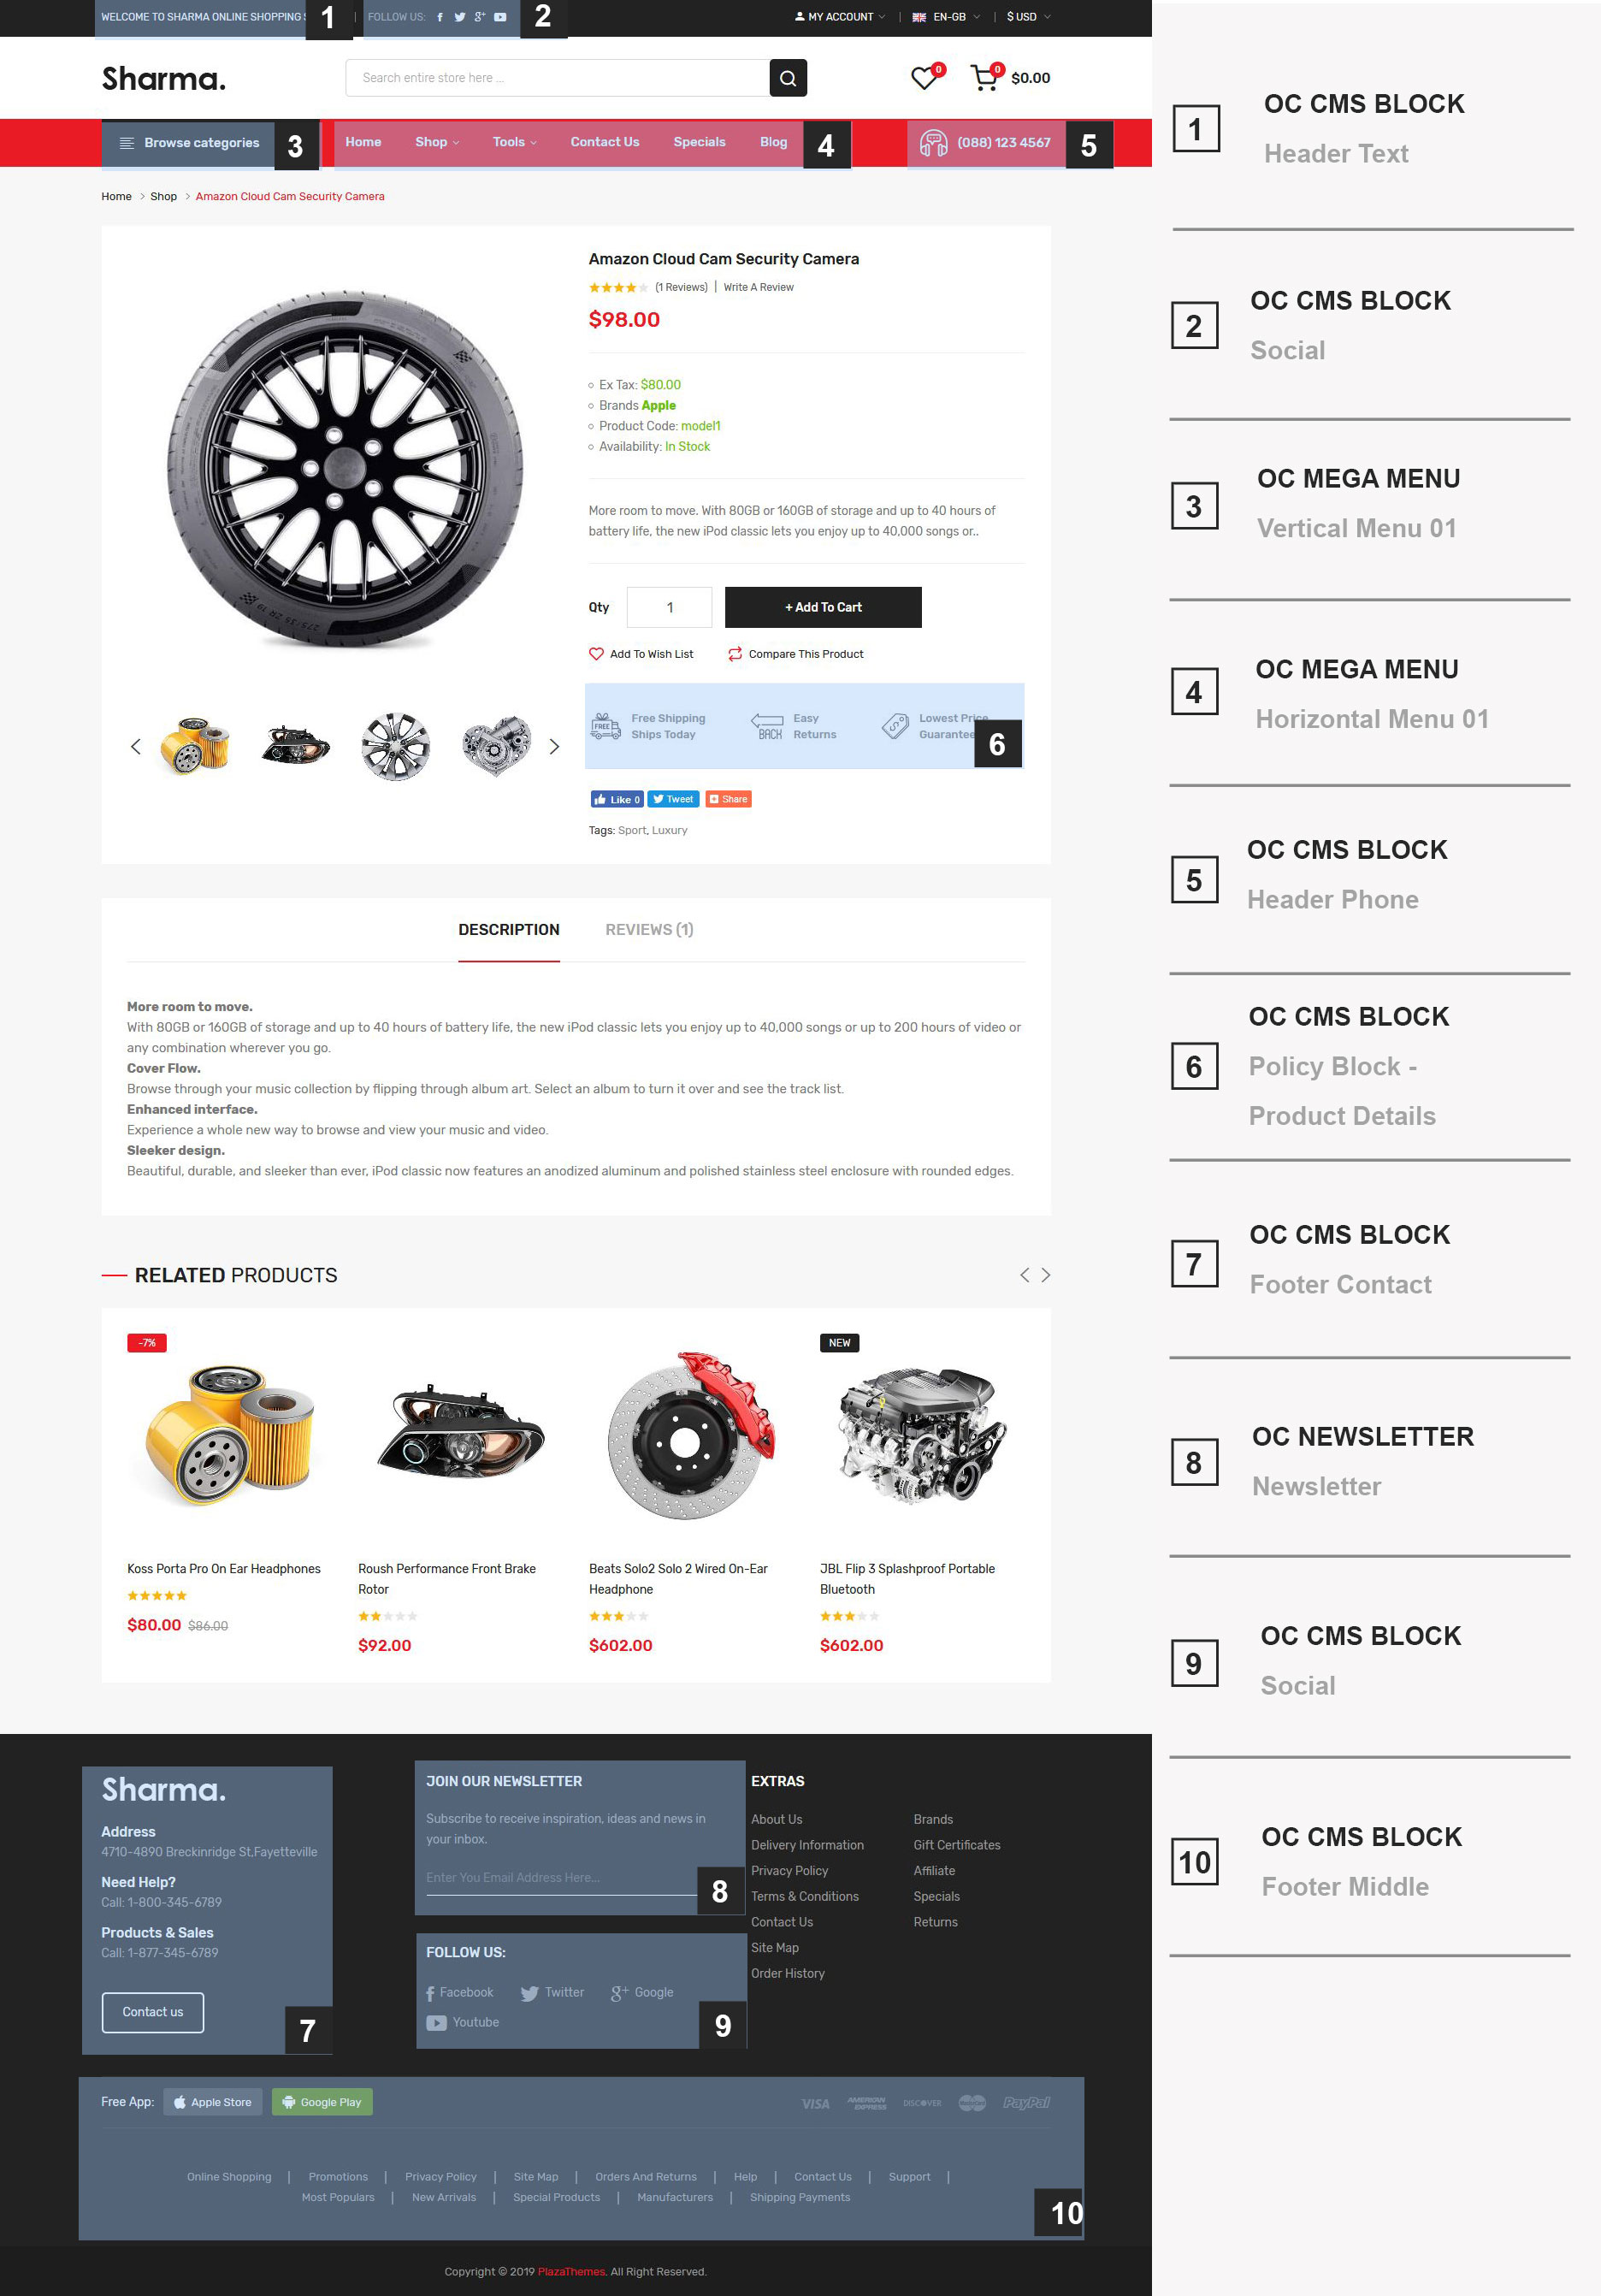 WELCOME TO SHARMA ONLINE SHOPPING
1
FOLLOW US:
2
MY ACCOUNT
EN-GB
$ USD
Sharma.
Search entire store here ...
0
0
$0.00
Browse categories
3
Home
Shop
Tools
Contact Us
Specials
Blog
4
(088) 123 4567
5
Home > Shop > Amazon Cloud Cam Security Camera
Amazon Cloud Cam Security Camera
(1 Reviews) | Write A Review
$98.00
Ex Tax: $80.00
Brands Apple
Product Code: model1
Availability: In Stock
More room to move. With 80GB or 160GB of storage and up to 40 hours of
battery life, the new iPod classic lets you enjoy up to 40,000 songs or..
Qty
1
+ Add To Cart
Add To Wish List
Compare This Product
FREE
Free Shipping
Ships Today
BACK
Easy
Returns
Lowest Price
Guarantee
6
Like 0
Tweet
Share
Tags: Sport, Luxury
DESCRIPTION
REVIEWS (1)
More room to move.
With 80GB or 160GB of storage and up to 40 hours of battery life, the new iPod classic lets you enjoy up to 40,000 songs or up to 200 hours of video or
any combination wherever you go.
Cover Flow.
Browse through your music collection by flipping through album art. Select an album to turn it over and see the track list.
Enhanced interface.
Experience a whole new way to browse and view your music and video.
Sleeker design.
Beautiful, durable, and sleeker than ever, iPod classic now features an anodized aluminum and polished stainless steel enclosure with rounded edges.
RELATED PRODUCTS
-7%
NEW
Koss Porta Pro On Ear Headphones
$80.00 $86.00
Roush Performance Front Brake
Rotor
$92.00
Beats Solo2 Solo 2 Wired On-Ear
Headphone
$602.00
JBL Flip 3 Splashproof Portable
Bluetooth
$602.00
Sharma.
Address
4710-4890 Breckinridge St,Fayetteville
Need Help?
Call: 1-800-345-6789
Products & Sales
Call: 1-877-345-6789
Contact us
7
JOIN OUR NEWSLETTER
Subscribe to receive inspiration, ideas and news in
your inbox.
Enter You Email Address Here...
8
FOLLOW US:
Facebook
Twitter
Google
Youtube
9
EXTRAS
About Us
Delivery Information
Privacy Policy
Terms & Conditions
Contact Us
Site Map
Order History
Brands
Gift Certificates
Affiliate
Specials
Returns
Free App:
Apple Store
Google Play
VISA
AMERICAN EXPRESS
DISCOVER
PayPal
Online Shopping | Promotions | Privacy Policy | Site Map | Orders And Returns | Help | Contact Us | Support |
Most Populars | New Arrivals | Special Products | Manufacturers | Shipping Payments
10
Copyright © 2019 PlazaThemes. All Right Reserved.
1
OC CMS BLOCK
Header Text
2
OC CMS BLOCK
Social
3
OC MEGA MENU
Vertical Menu 01
4
OC MEGA MENU
Horizontal Menu 01
5
OC CMS BLOCK
Header Phone
6
OC CMS BLOCK
Policy Block -
Product Details
7
OC CMS BLOCK
Footer Contact
8
OC NEWSLETTER
Newsletter
9
OC CMS BLOCK
Social
10
OC CMS BLOCK
Footer Middle